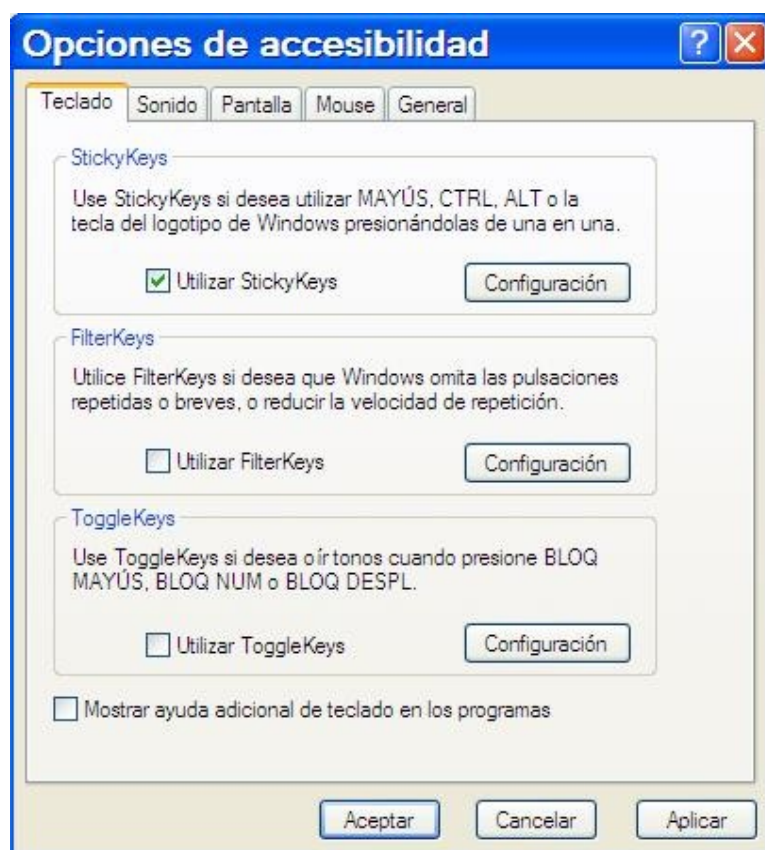 Opciones de accesibilidad
Teclado Sonido Pantalla Mouse General
StickyKeys
Use StickyKeys si desea utilizar MAYÚS, CTRL, ALT o la
tecla del logotipo de Windows presionándolas de una en una.
Utilizar StickyKeys Configuración
FilterKeys
Utilice FilterKeys si desea que Windows omita las pulsaciones
repetidas o breves, o reducir la velocidad de repetición.
Utilizar FilterKeys Configuración
ToggleKeys
Use ToggleKeys si desea oír tonos cuando presione BLOQ
MAYÚS, BLOQ NUM o BLOQ DESPL.
Utilizar ToggleKeys Configuración
Mostrar ayuda adicional de teclado en los programas
Aceptar Cancelar Aplicar